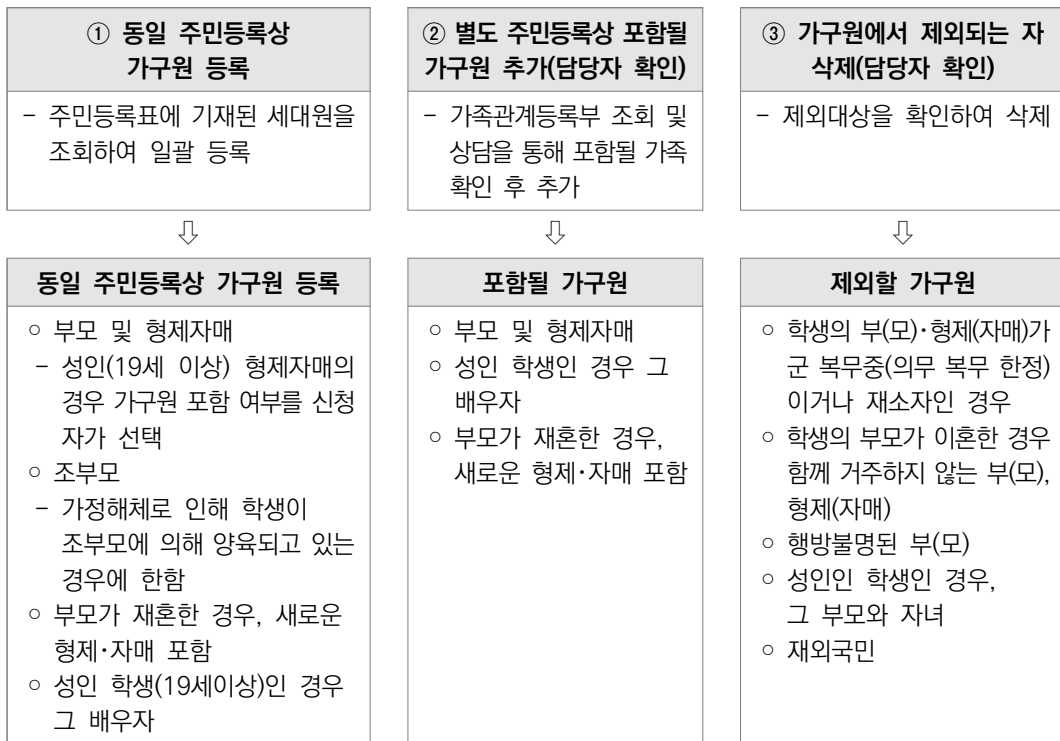 ① 동일 주민등록상
가구원 등록
– 주민등록표에 기재된 세대원을
조회하여 일괄 등록
⇩
동일 주민등록상 가구원 등록
○ 부모 및 형제자매
– 성인(19세 이상) 형제자매의
경우 가구원 포함 여부를 신청
자가 선택
○ 조부모
– 가정해체로 인해 학생이
조부모에 의해 양육되고 있는
경우에 한함
○ 부모가 재혼한 경우, 새로운
형제·자매 포함
○ 성인 학생(19세이상)인 경우
그 배우자
② 별도 주민등록상 포함될
가구원 추가(담당자 확인)
– 가족관계등록부 조회 및
상담을 통해 포함될 가족
확인 후 추가
⇩
포함될 가구원
○ 부모 및 형제자매
○ 성인 학생인 경우 그
배우자
○ 부모가 재혼한 경우,
새로운 형제·자매 포함
③ 가구원에서 제외되는 자
삭제(담당자 확인)
– 제외대상을 확인하여 삭제
⇩
제외할 가구원
○ 학생의 부(모)·형제(자매)가
군 복무중(의무 복무 한정)
이거나 재소자인 경우
○ 학생의 부모가 이혼한 경우
함께 거주하지 않는 부(모),
형제(자매)
○ 행방불명된 부(모)
○ 성인인 학생인 경우,
그 부모와 자녀
○ 재외국민